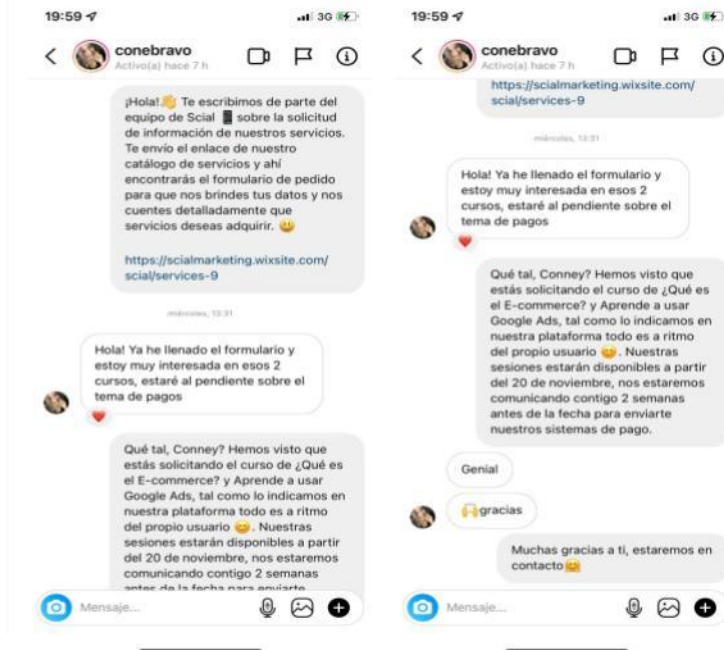 19:59
3G
conebravo
Activo(a) hace 7 h
¡Hola!👋 Te escribimos de parte del
equipo de Scial 📱 sobre la solicitud
de información de nuestros servicios.
Te envío el enlace de nuestro
catálogo de servicios y ahí
encontrarás el formulario de pedido
para que nos brindes tus datos y nos
cuentes detalladamente que
servicios deseas adquirir. 😃
https://scialmarketing.wixsite.com/
scial/services-9
miércoles, 13:31
Hola! Ya he llenado el formulario y
estoy muy interesada en esos 2
cursos, estaré al pendiente sobre el
tema de pagos
Qué tal, Conney? Hemos visto que
estás solicitando el curso de ¿Qué es
el E-commerce? y Aprende a usar
Google Ads, tal como lo indicamos en
nuestra plataforma todo es a ritmo
del propio usuario 😊. Nuestras
sesiones estarán disponibles a partir
del 20 de noviembre, nos estaremos
comunicando contigo 2 semanas
antes de la fecha para enviarte
Mensaje...
19:59
3G
conebravo
Activo(a) hace 7 h
https://scialmarketing.wixsite.com/
scial/services-9
miércoles, 13:31
Hola! Ya he llenado el formulario y
estoy muy interesada en esos 2
cursos, estaré al pendiente sobre el
tema de pagos
Qué tal, Conney? Hemos visto que
estás solicitando el curso de ¿Qué es
el E-commerce? y Aprende a usar
Google Ads, tal como lo indicamos en
nuestra plataforma todo es a ritmo
del propio usuario 😊. Nuestras
sesiones estarán disponibles a partir
del 20 de noviembre, nos estaremos
comunicando contigo 2 semanas
antes de la fecha para enviarte
nuestros sistemas de pago.
Genial
🙌gracias
Muchas gracias a ti, estaremos en
contacto🤗
Mensaje...